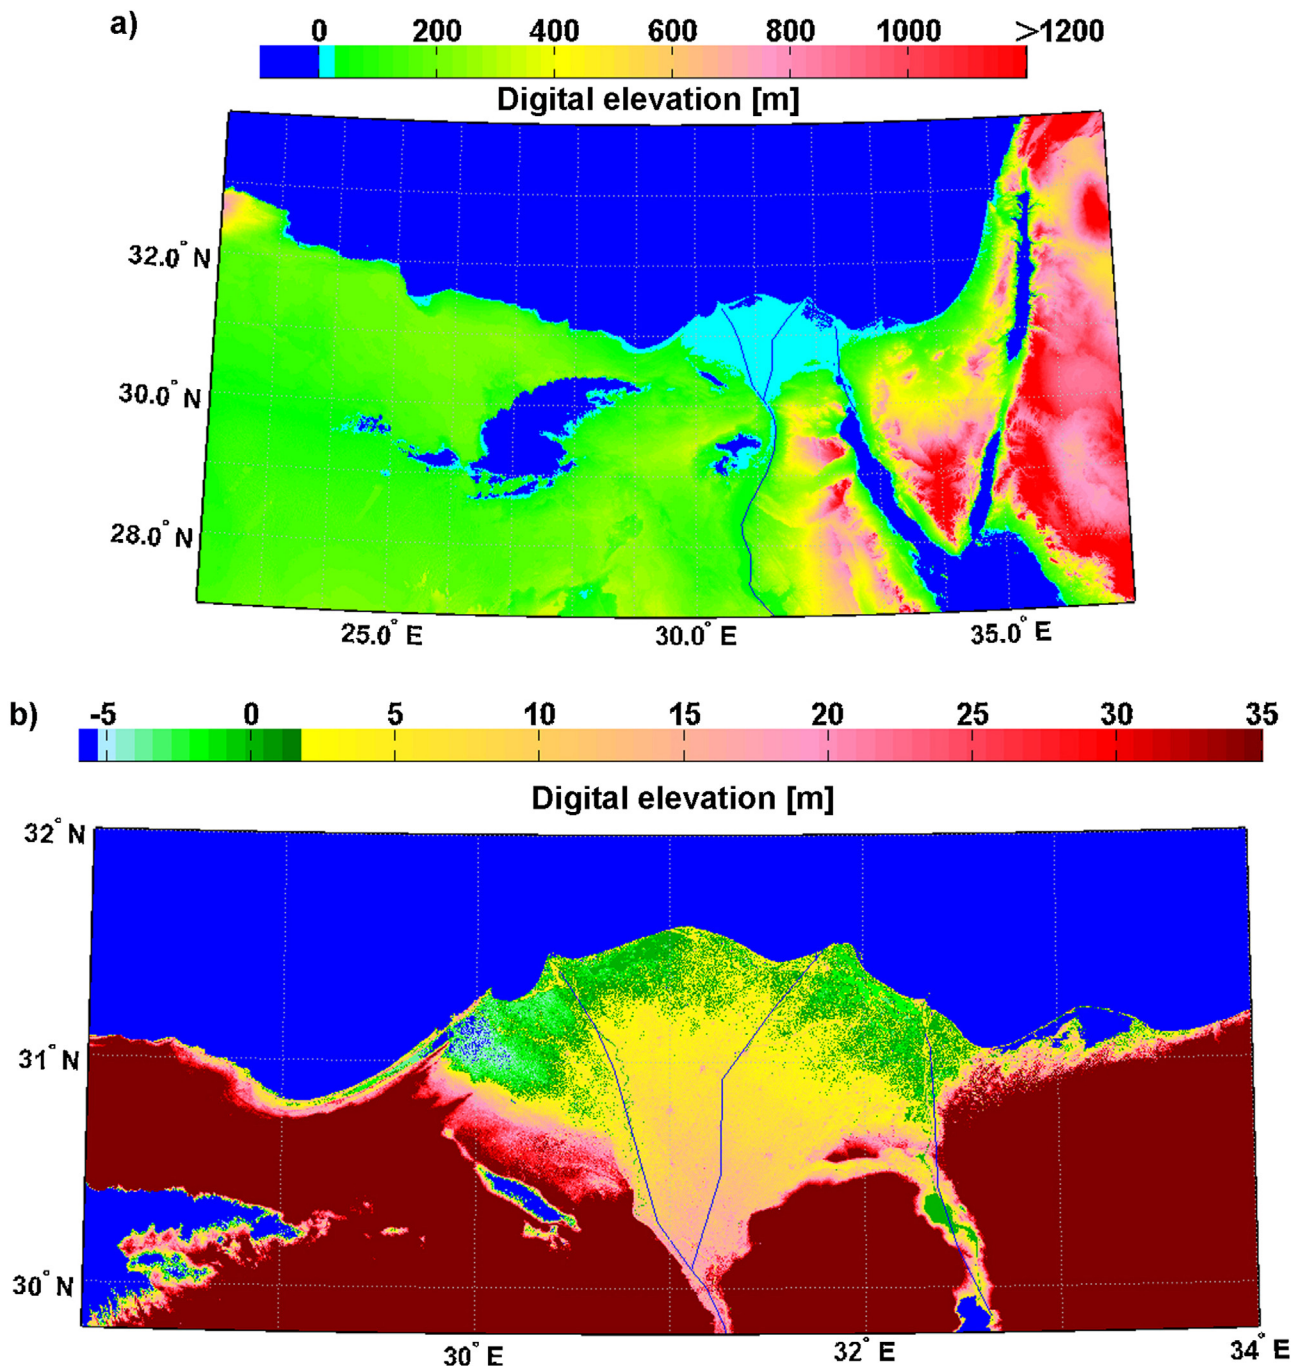 a)
0 200 400 600 800 1000 >1200
Digital elevation [m]
32.0° N
30.0° N
28.0° N
25.0° E 30.0° E 35.0° E
b)
-5 0 5 10 15 20 25 30 35
Digital elevation [m]
32° N
31° N
30° N
30° E 32° E 34° E